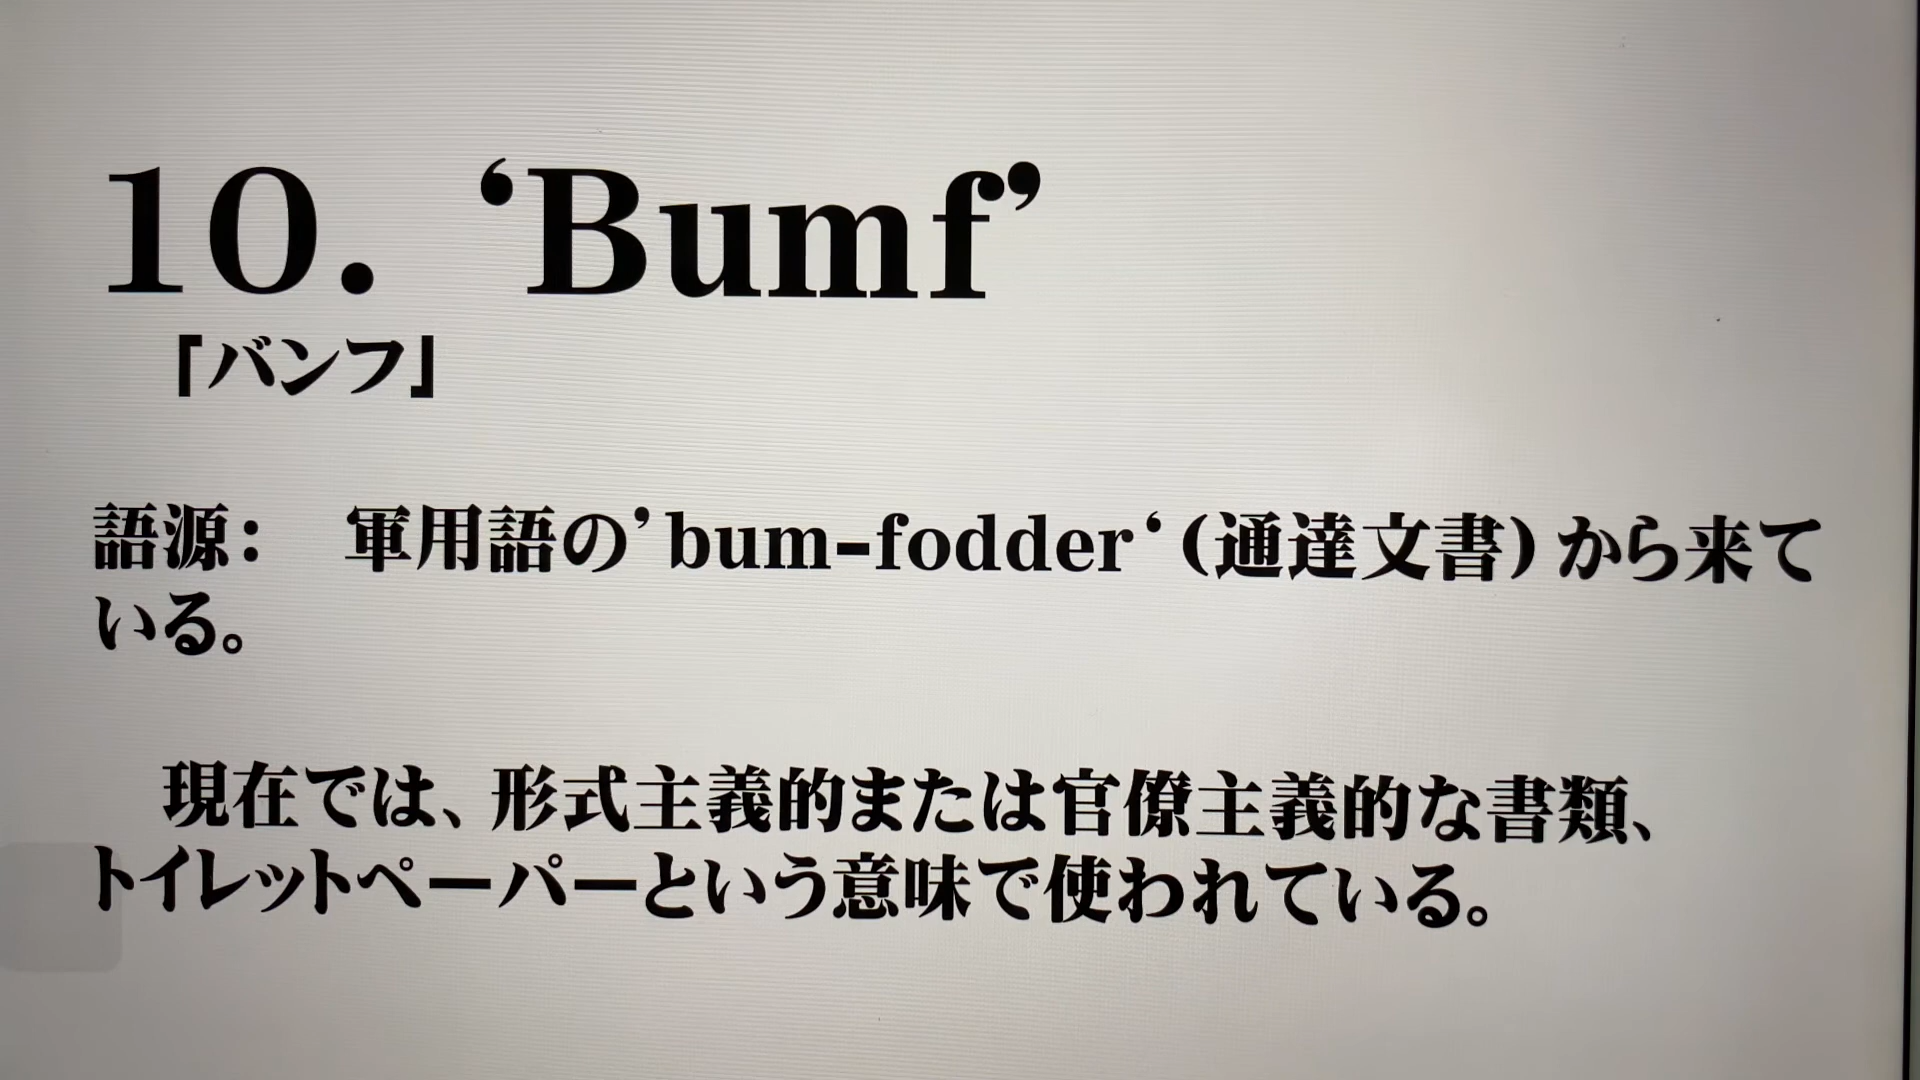 10. ‘Bumf’
「バンフ」
語源：　軍用語の’bum-fodder‘（通達文書）から来て
いる。
現在では、形式主義的または官僚主義的な書類、
トイレットペーパーという意味で使われている。